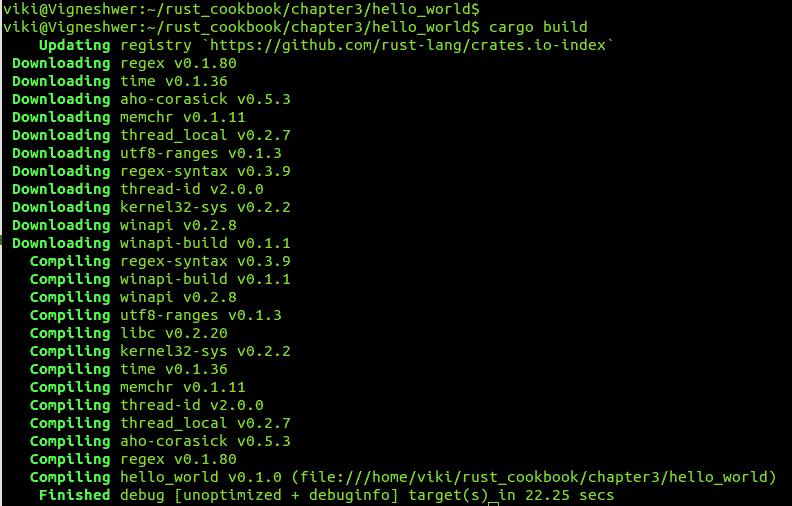 viki@Vigneshwer:~/rust_cookbook/chapter3/hello_world$
viki@Vigneshwer:~/rust_cookbook/chapter3/hello_world$ cargo build
Updating registry `https://github.com/rust-lang/crates.io-index`
Downloading regex v0.1.80
Downloading time v0.1.36
Downloading aho-corasick v0.5.3
Downloading memchr v0.1.11
Downloading thread_local v0.2.7
Downloading utf8-ranges v0.1.3
Downloading regex-syntax v0.3.9
Downloading thread-id v2.0.0
Downloading kernel32-sys v0.2.2
Downloading winapi v0.2.8
Downloading winapi-build v0.1.1
Compiling regex-syntax v0.3.9
Compiling winapi-build v0.1.1
Compiling winapi v0.2.8
Compiling utf8-ranges v0.1.3
Compiling libc v0.2.20
Compiling kernel32-sys v0.2.2
Compiling time v0.1.36
Compiling memchr v0.1.11
Compiling thread-id v2.0.0
Compiling thread_local v0.2.7
Compiling aho-corasick v0.5.3
Compiling regex v0.1.80
Compiling hello_world v0.1.0 (file:///home/viki/rust_cookbook/chapter3/hello_world)
Finished debug [unoptimized + debuginfo] target(s) in 22.25 secs